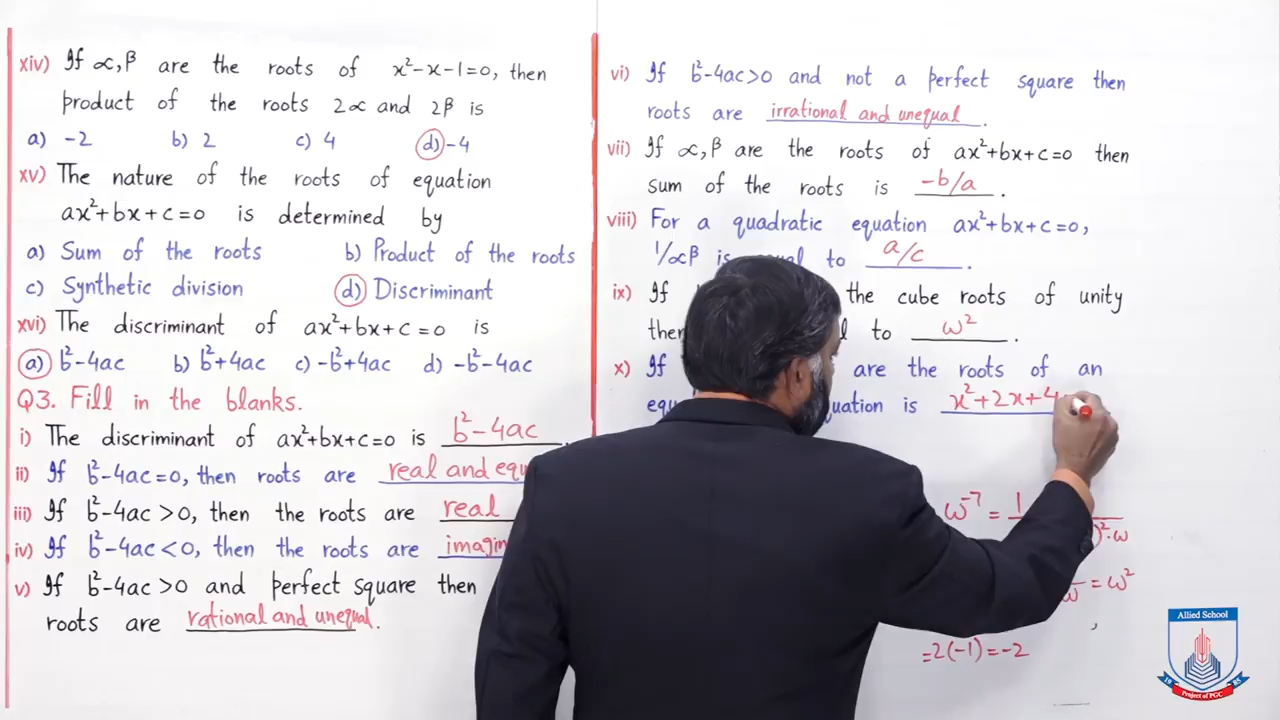 xiv) If α,β are the roots of x²-x-1=0, then
product of the roots 2α and 2β is
a) -2 b) 2 c) 4 d) -4
xv) The nature of the roots of equation
ax²+bx+c=0 is determined by
a) Sum of the roots b) Product of the roots
c) Synthetic division d) Discriminant
xvi) The discriminant of ax²+bx+c=0 is
a) b²-4ac b) b²+4ac c) -b²+4ac d) -b²-4ac
Q3. Fill in the blanks.
i) The discriminant of ax²+bx+c=0 is b²-4ac.
ii) If b²-4ac=0, then roots are real and
iii) If b²-4ac>0, then the roots are real
iv) If b²-4ac<0, then the roots are
v) If b²-4ac>0 and perfect square then
roots are rational and unequal.
vi) If b²-4ac>0 and not a perfect square then
roots are irrational and unequal.
vii) If α,β are the roots of ax²+bx+c=0 then
sum of the roots is -b/a.
viii) For a quadratic equation ax²+bx+c=0,
1/αβ is to a/c.
ix) If the cube roots of unity
to ω².
x) If are the roots of an
is x²+2x+4
ω⁻⁷ = 1
)²·ω
ω = ω²
=2(-1)=-2
Allied School
19 85
Project of PGC